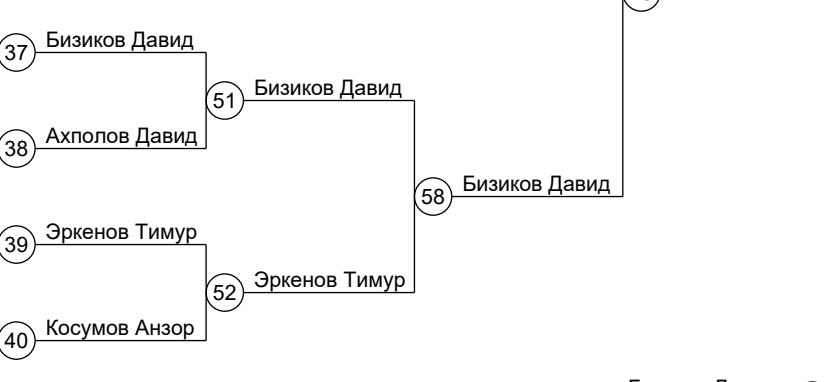 37 Бизиков Давид
51 Бизиков Давид
38 Ахполов Давид
58 Бизиков Давид
39 Эркенов Тимур
52 Эркенов Тимур
40 Косумов Анзор